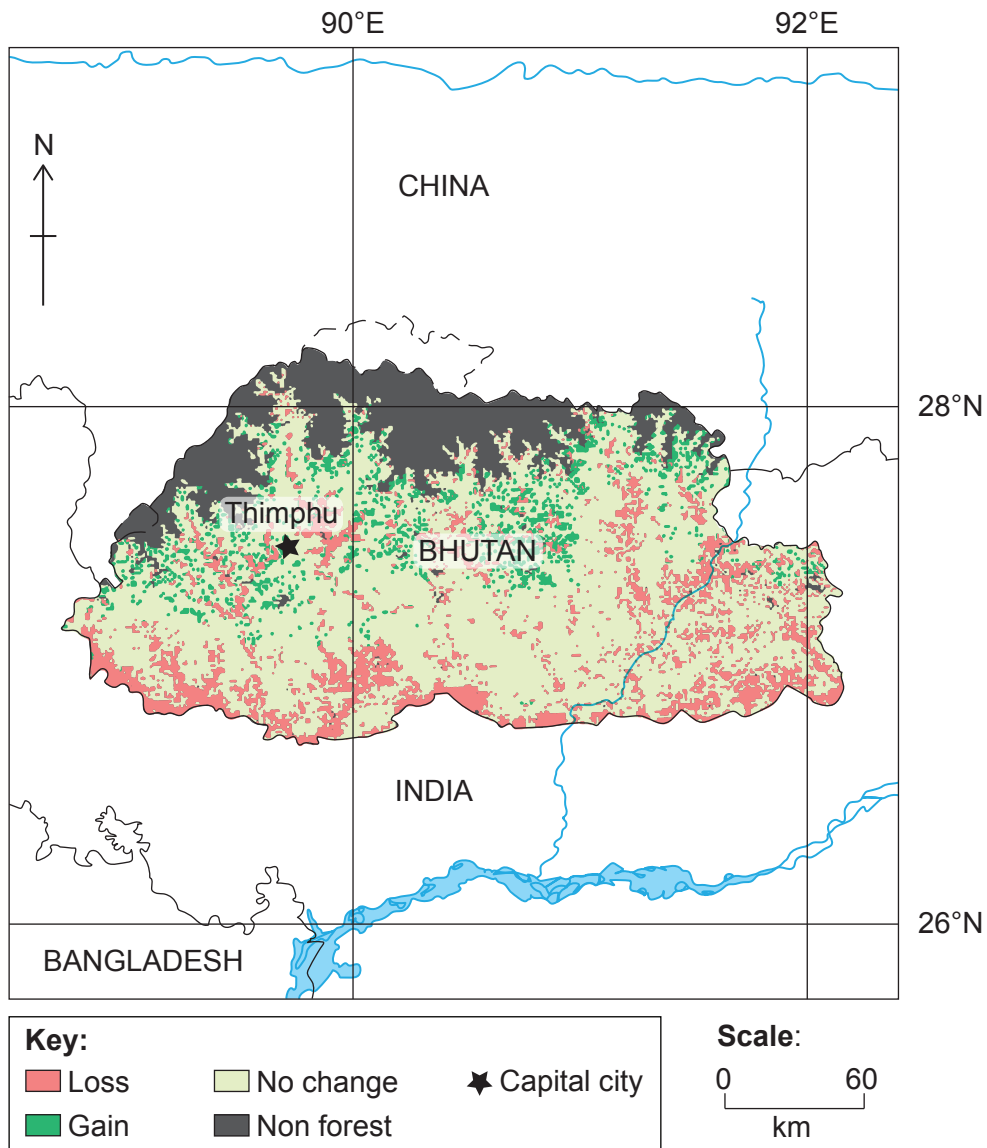 90°E 92°E
N
CHINA
28°N
Thimphu
BHUTAN
INDIA
26°N
BANGLADESH
Key:
Loss
No change
Capital city
Gain
Non forest
Scale:
0 60
km